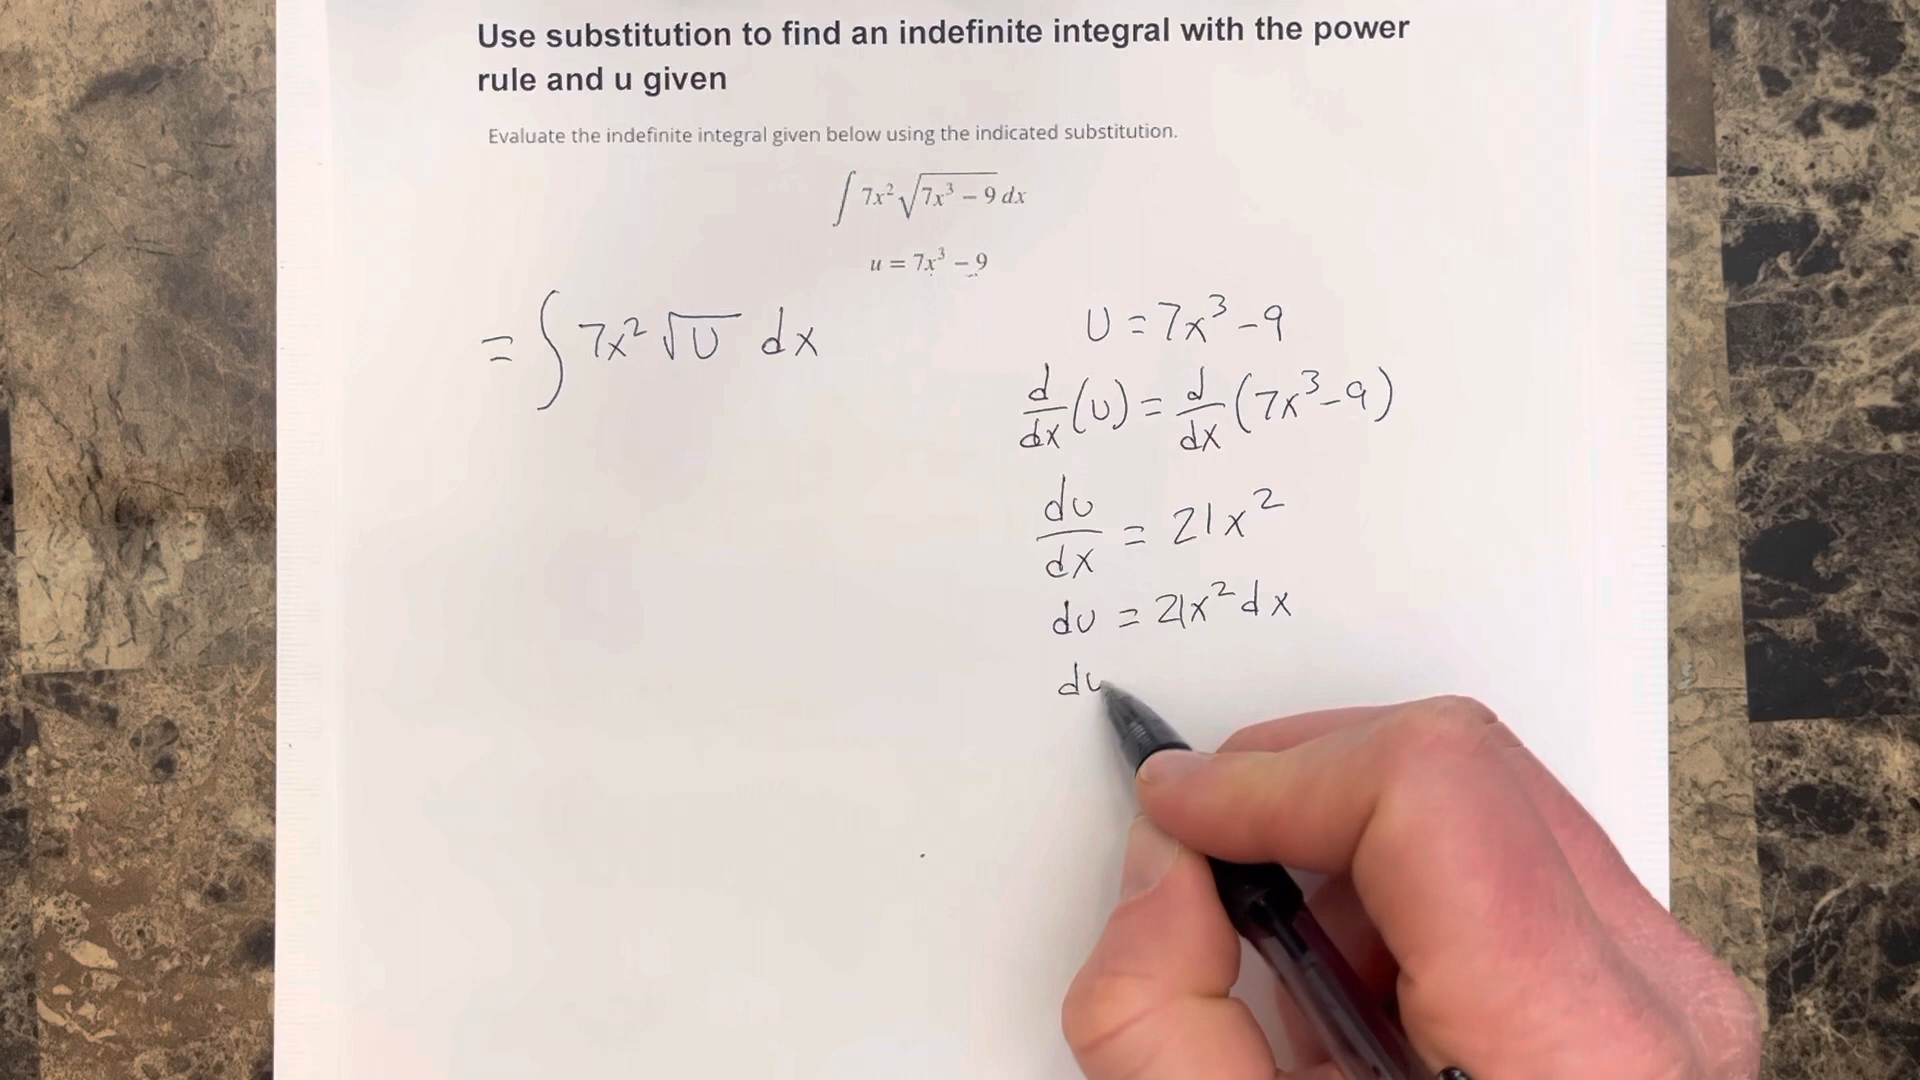 Use substitution to find an indefinite integral with the power
rule and u given
Evaluate the indefinite integral given below using the indicated substitution.
∫ 7x² √(7x³ − 9) dx
u = 7x³ − 9
= ∫ 7x² √U dx
U = 7x³ − 9
d/dx (u) = d/dx (7x³ − 9)
du/dx = 21x²
du = 21x² dx
du